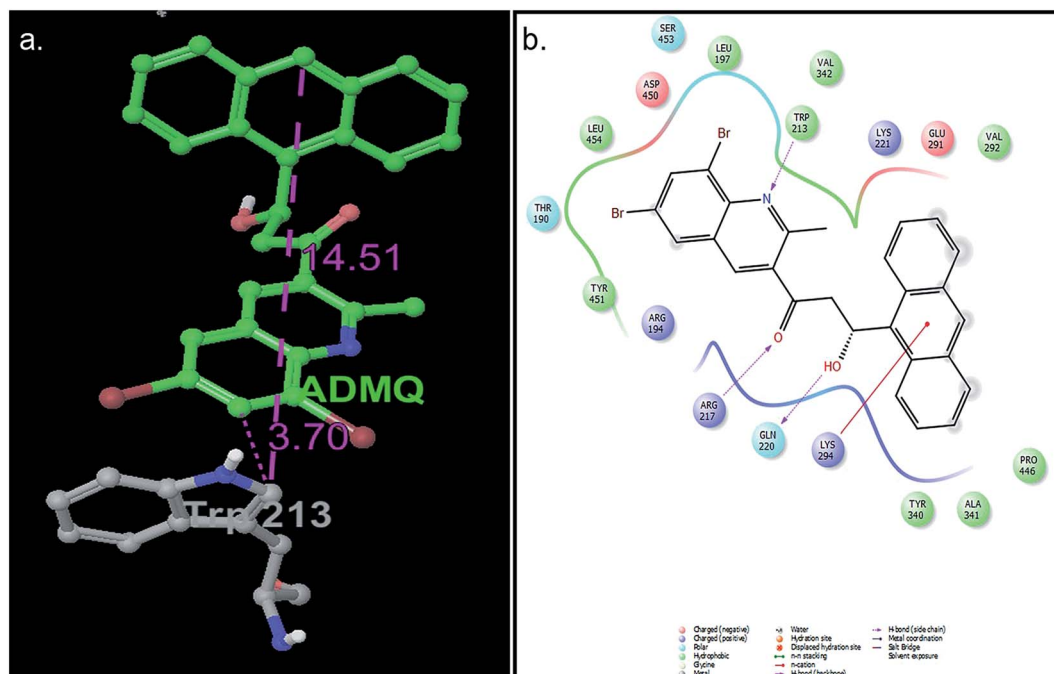 a.
14.51
ADMQ
3.70
Trp 213
b.
SER
453
LEU
197
VAL
342
ASP
450
TRP
213
LEU
454
LYS
221
GLU
291
VAL
292
Br
Br
N
THR
190
TYR
451
ARG
194
O
HO
ARG
217
GLN
220
LYS
294
PRO
446
TYR
340
ALA
341
Charged (negative)
Charged (positive)
Polar
Hydrophobic
Glycine
Metal
Water
Hydration site
Displaced hydration site
π-π stacking
π-cation
H-bond (backbone)
H-bond (side chain)
Metal coordination
Salt Bridge
Solvent exposure